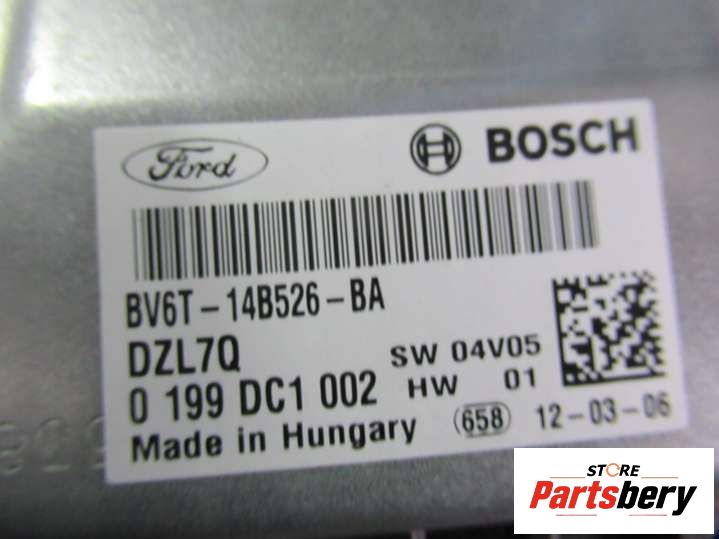 Ford BOSCH
BV6T-14B526-BA
DZL7Q SW 04V05
0 199 DC1 002 HW 01
Made in Hungary 658 12-03-06
STORE
Partsbery